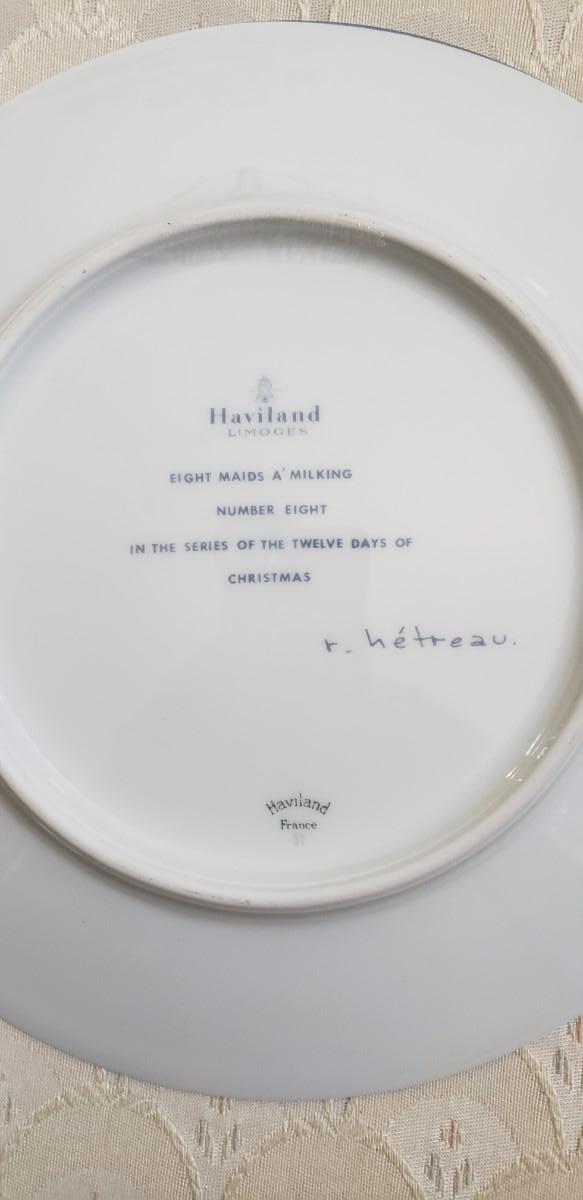 Haviland
LIMOGES
EIGHT MAIDS A' MILKING
NUMBER EIGHT
IN THE SERIES OF THE TWELVE DAYS OF
CHRISTMAS
r. hétreau.
Haviland
France